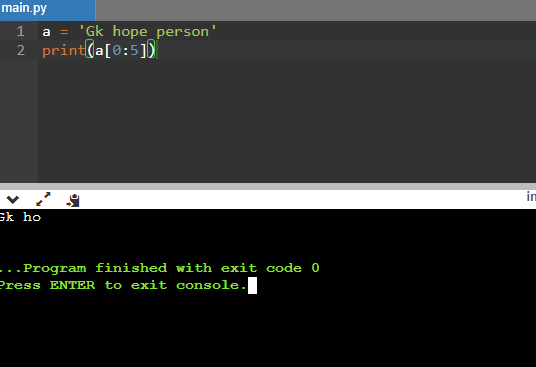 main.py
1 a = 'Gk hope person'
2 print(a[0:5])
in
Gk ho
...Program finished with exit code 0
Press ENTER to exit console.